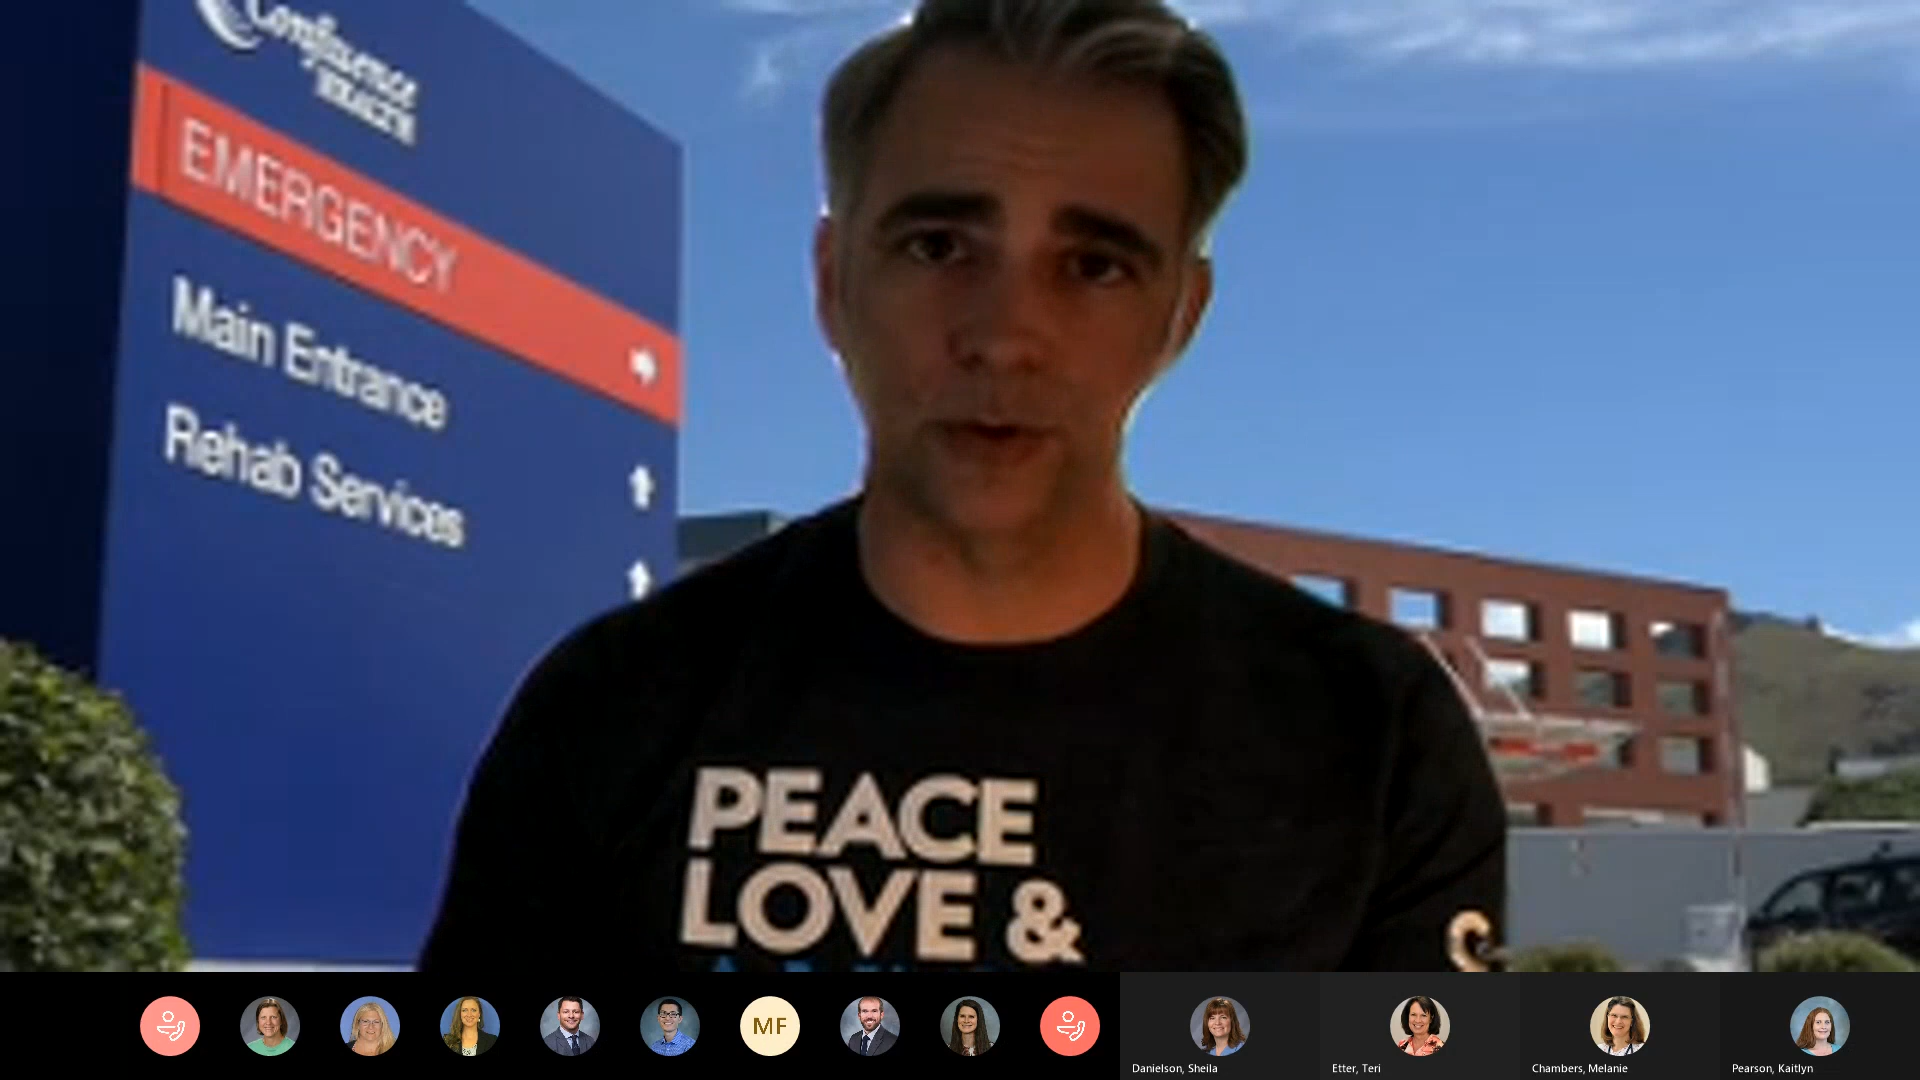 Confluence
HEALTH
EMERGENCY
Main Entrance
Rehab Services
PEACE
LOVE &
MF
Danielson, Sheila
Etter, Teri
Chambers, Melanie
Pearson, Kaitlyn